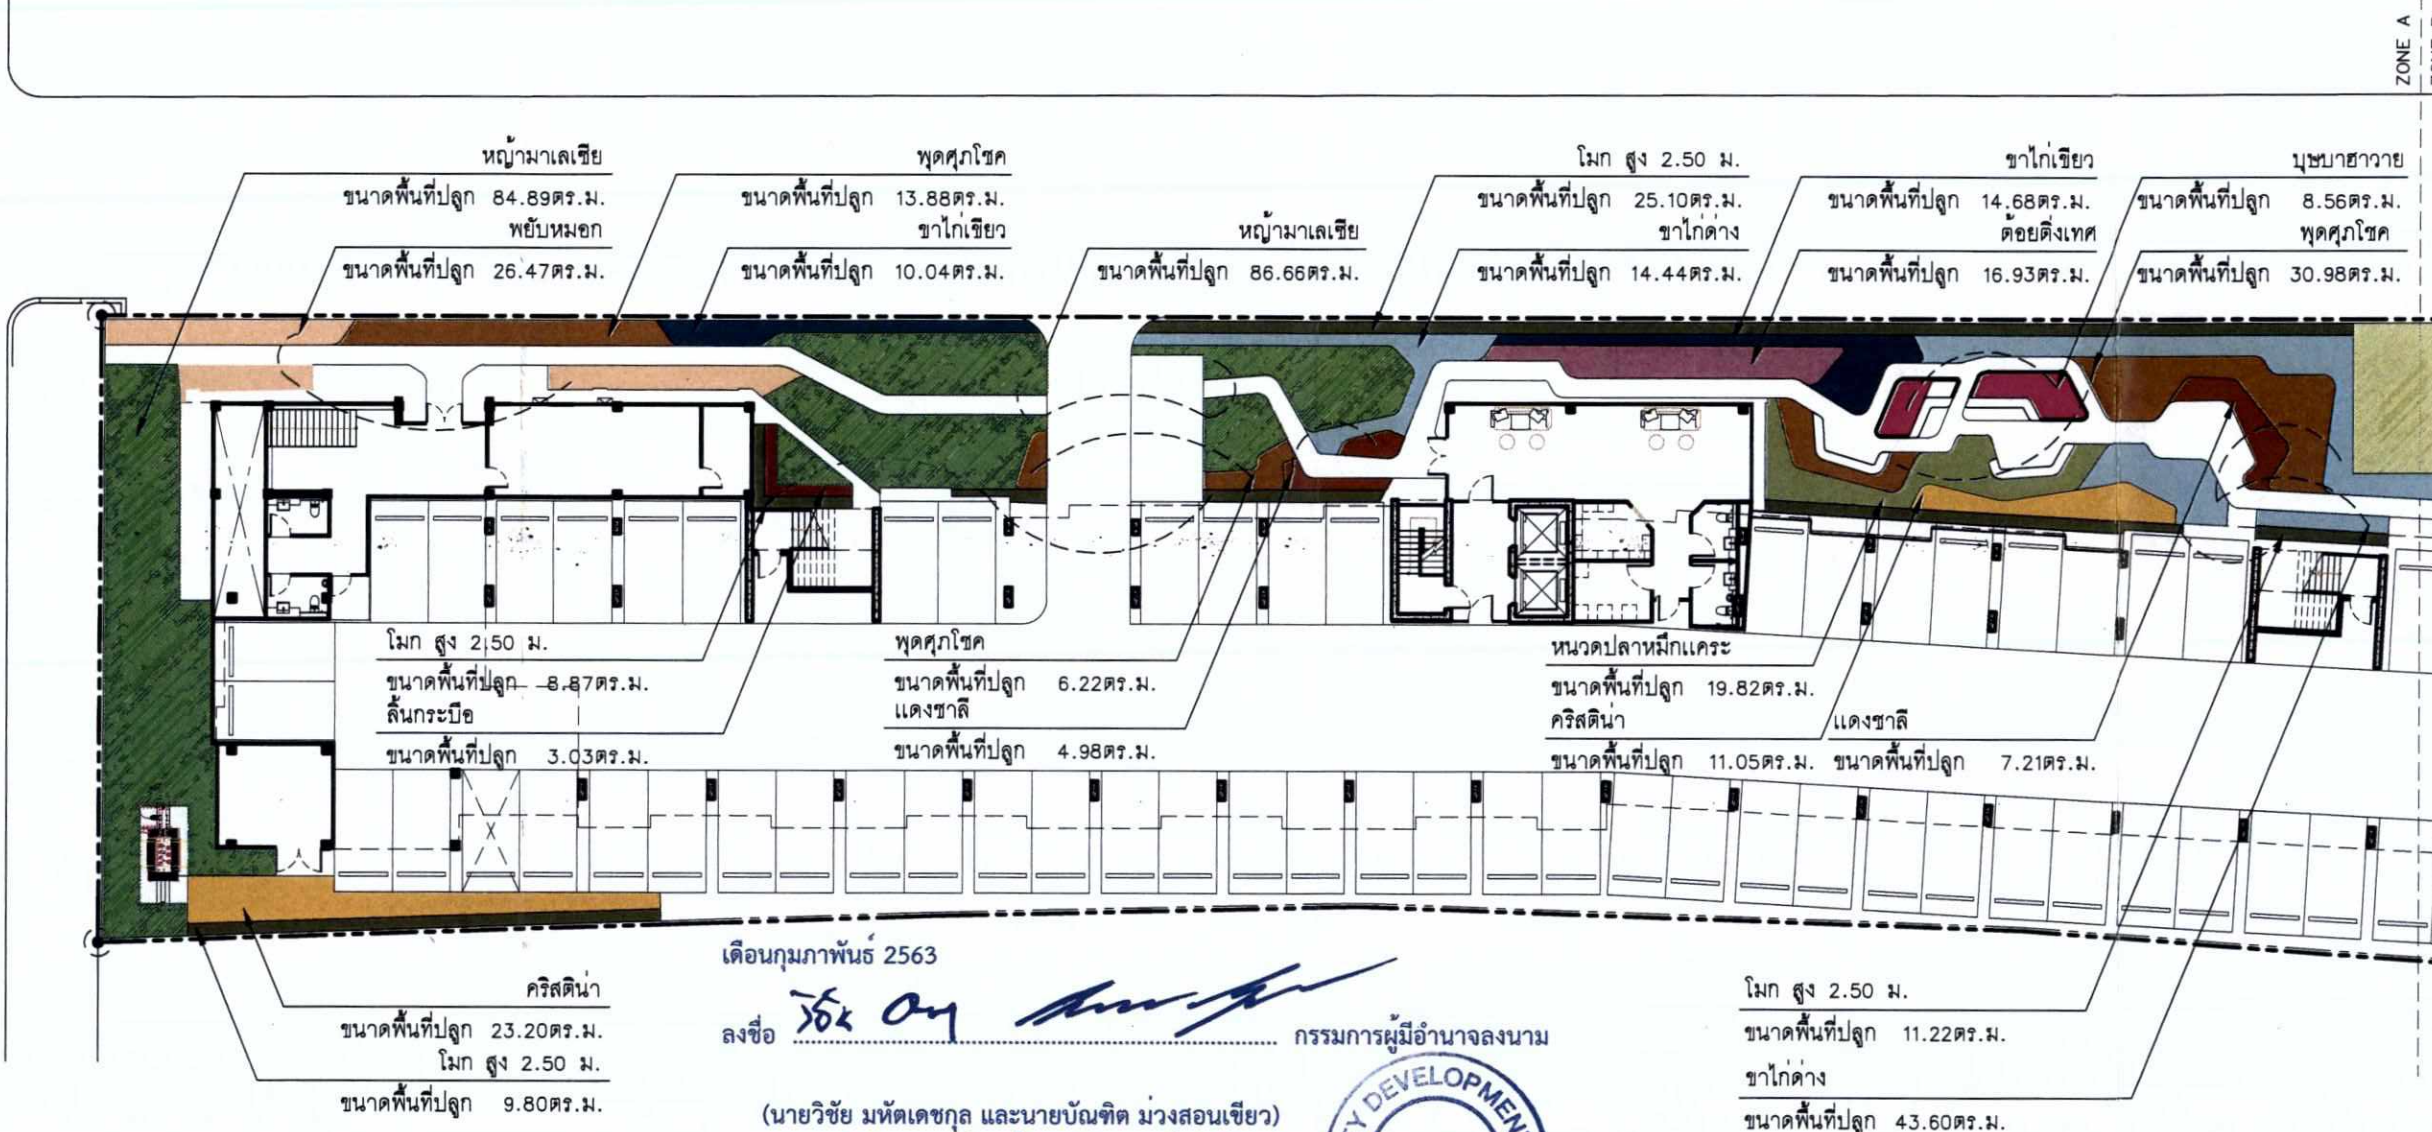 ZONE A
หญ้ามาเลเซีย
ขนาดพื้นที่ปลูก 84.89ตร.ม.
พยับหมอก
ขนาดพื้นที่ปลูก 26.47ตร.ม.
พุดศุภโชค
ขนาดพื้นที่ปลูก 13.88ตร.ม.
ขาไก่เขียว
ขนาดพื้นที่ปลูก 10.04ตร.ม.
หญ้ามาเลเซีย
ขนาดพื้นที่ปลูก 86.66ตร.ม.
โมก สูง 2.50 ม.
ขนาดพื้นที่ปลูก 25.10ตร.ม.
ขาไก่ด่าง
ขนาดพื้นที่ปลูก 14.44ตร.ม.
ขาไก่เขียว
ขนาดพื้นที่ปลูก 14.68ตร.ม.
ต้อยติ่งเทศ
ขนาดพื้นที่ปลูก 16.93ตร.ม.
บุษบาฮาวาย
ขนาดพื้นที่ปลูก 8.56ตร.ม.
พุดศุภโชค
ขนาดพื้นที่ปลูก 30.98ตร.ม.
โมก สูง 2.50 ม.
ขนาดพื้นที่ปลูก 8.87ตร.ม.
ลิ้นกระบือ
ขนาดพื้นที่ปลูก 3.03ตร.ม.
พุดศุภโชค
ขนาดพื้นที่ปลูก 6.22ตร.ม.
แดงชาลี
ขนาดพื้นที่ปลูก 4.98ตร.ม.
หนวดปลาหมึกแคระ
ขนาดพื้นที่ปลูก 19.82ตร.ม.
คริสติน่า
ขนาดพื้นที่ปลูก 11.05ตร.ม.
แดงชาลี
ขนาดพื้นที่ปลูก 7.21ตร.ม.
คริสติน่า
ขนาดพื้นที่ปลูก 23.20ตร.ม.
โมก สูง 2.50 ม.
ขนาดพื้นที่ปลูก 9.80ตร.ม.
เดือนกุมภาพันธ์ 2563
ลงชื่อ กรรมการผู้มีอำนาจลงนาม
(นายวิชัย มหัตเดชกุล และนายบัณฑิต ม่วงสอนเขียว)
DEVELOPMEN
โมก สูง 2.50 ม.
ขนาดพื้นที่ปลูก 11.22ตร.ม.
ขาไก่ด่าง
ขนาดพื้นที่ปลูก 43.60ตร.ม.